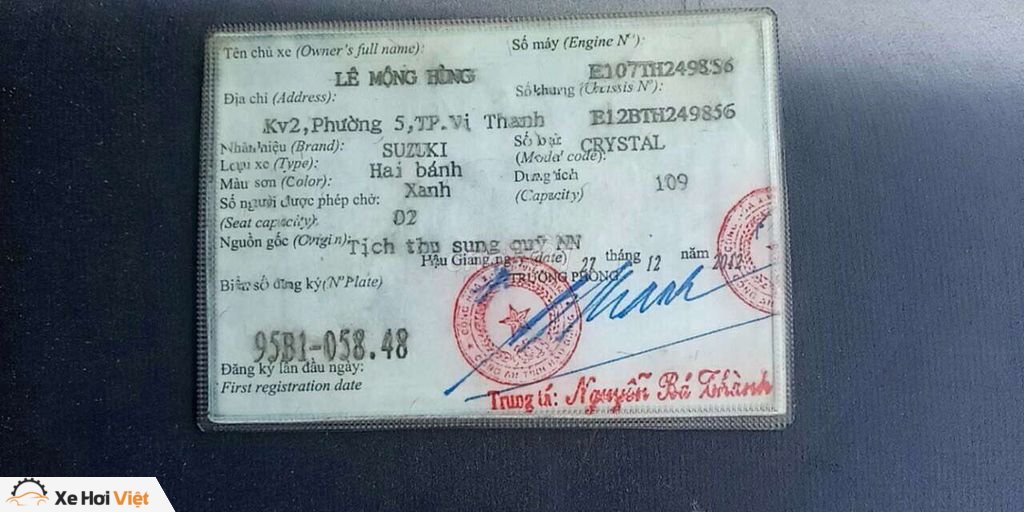 Tên chủ xe (Owner's full name):
Số máy (Engine N°):
LÊ MỘNG HÙNG
E107TH249856
Địa chỉ (Address):
Số khung (Chassis N°):
Kv2,Phường 5,TP.Vị Thanh
E12BTH249856
Nhãn hiệu (Brand):
SUZUKI
Số loại
(Model code):
CRYSTAL
Loại xe (Type):
Hai bánh
Màu sơn (Color):
Xanh
Dung tích
(Capacity)
109
Số người được phép chở:
(Seat capacity)
02
Nguồn gốc (Origin):
Tịch thu sung quỹ NN
Hậu Giang ngày (date) 27 tháng 12 năm 2012
Biển số đăng ký(N°Plate)
TRƯỞNG PHÒNG
95B1-058.48
Đăng ký lần đầu ngày:
First registration date
Trung tá: Nguyễn Bá Thành
Xe Hơi Việt